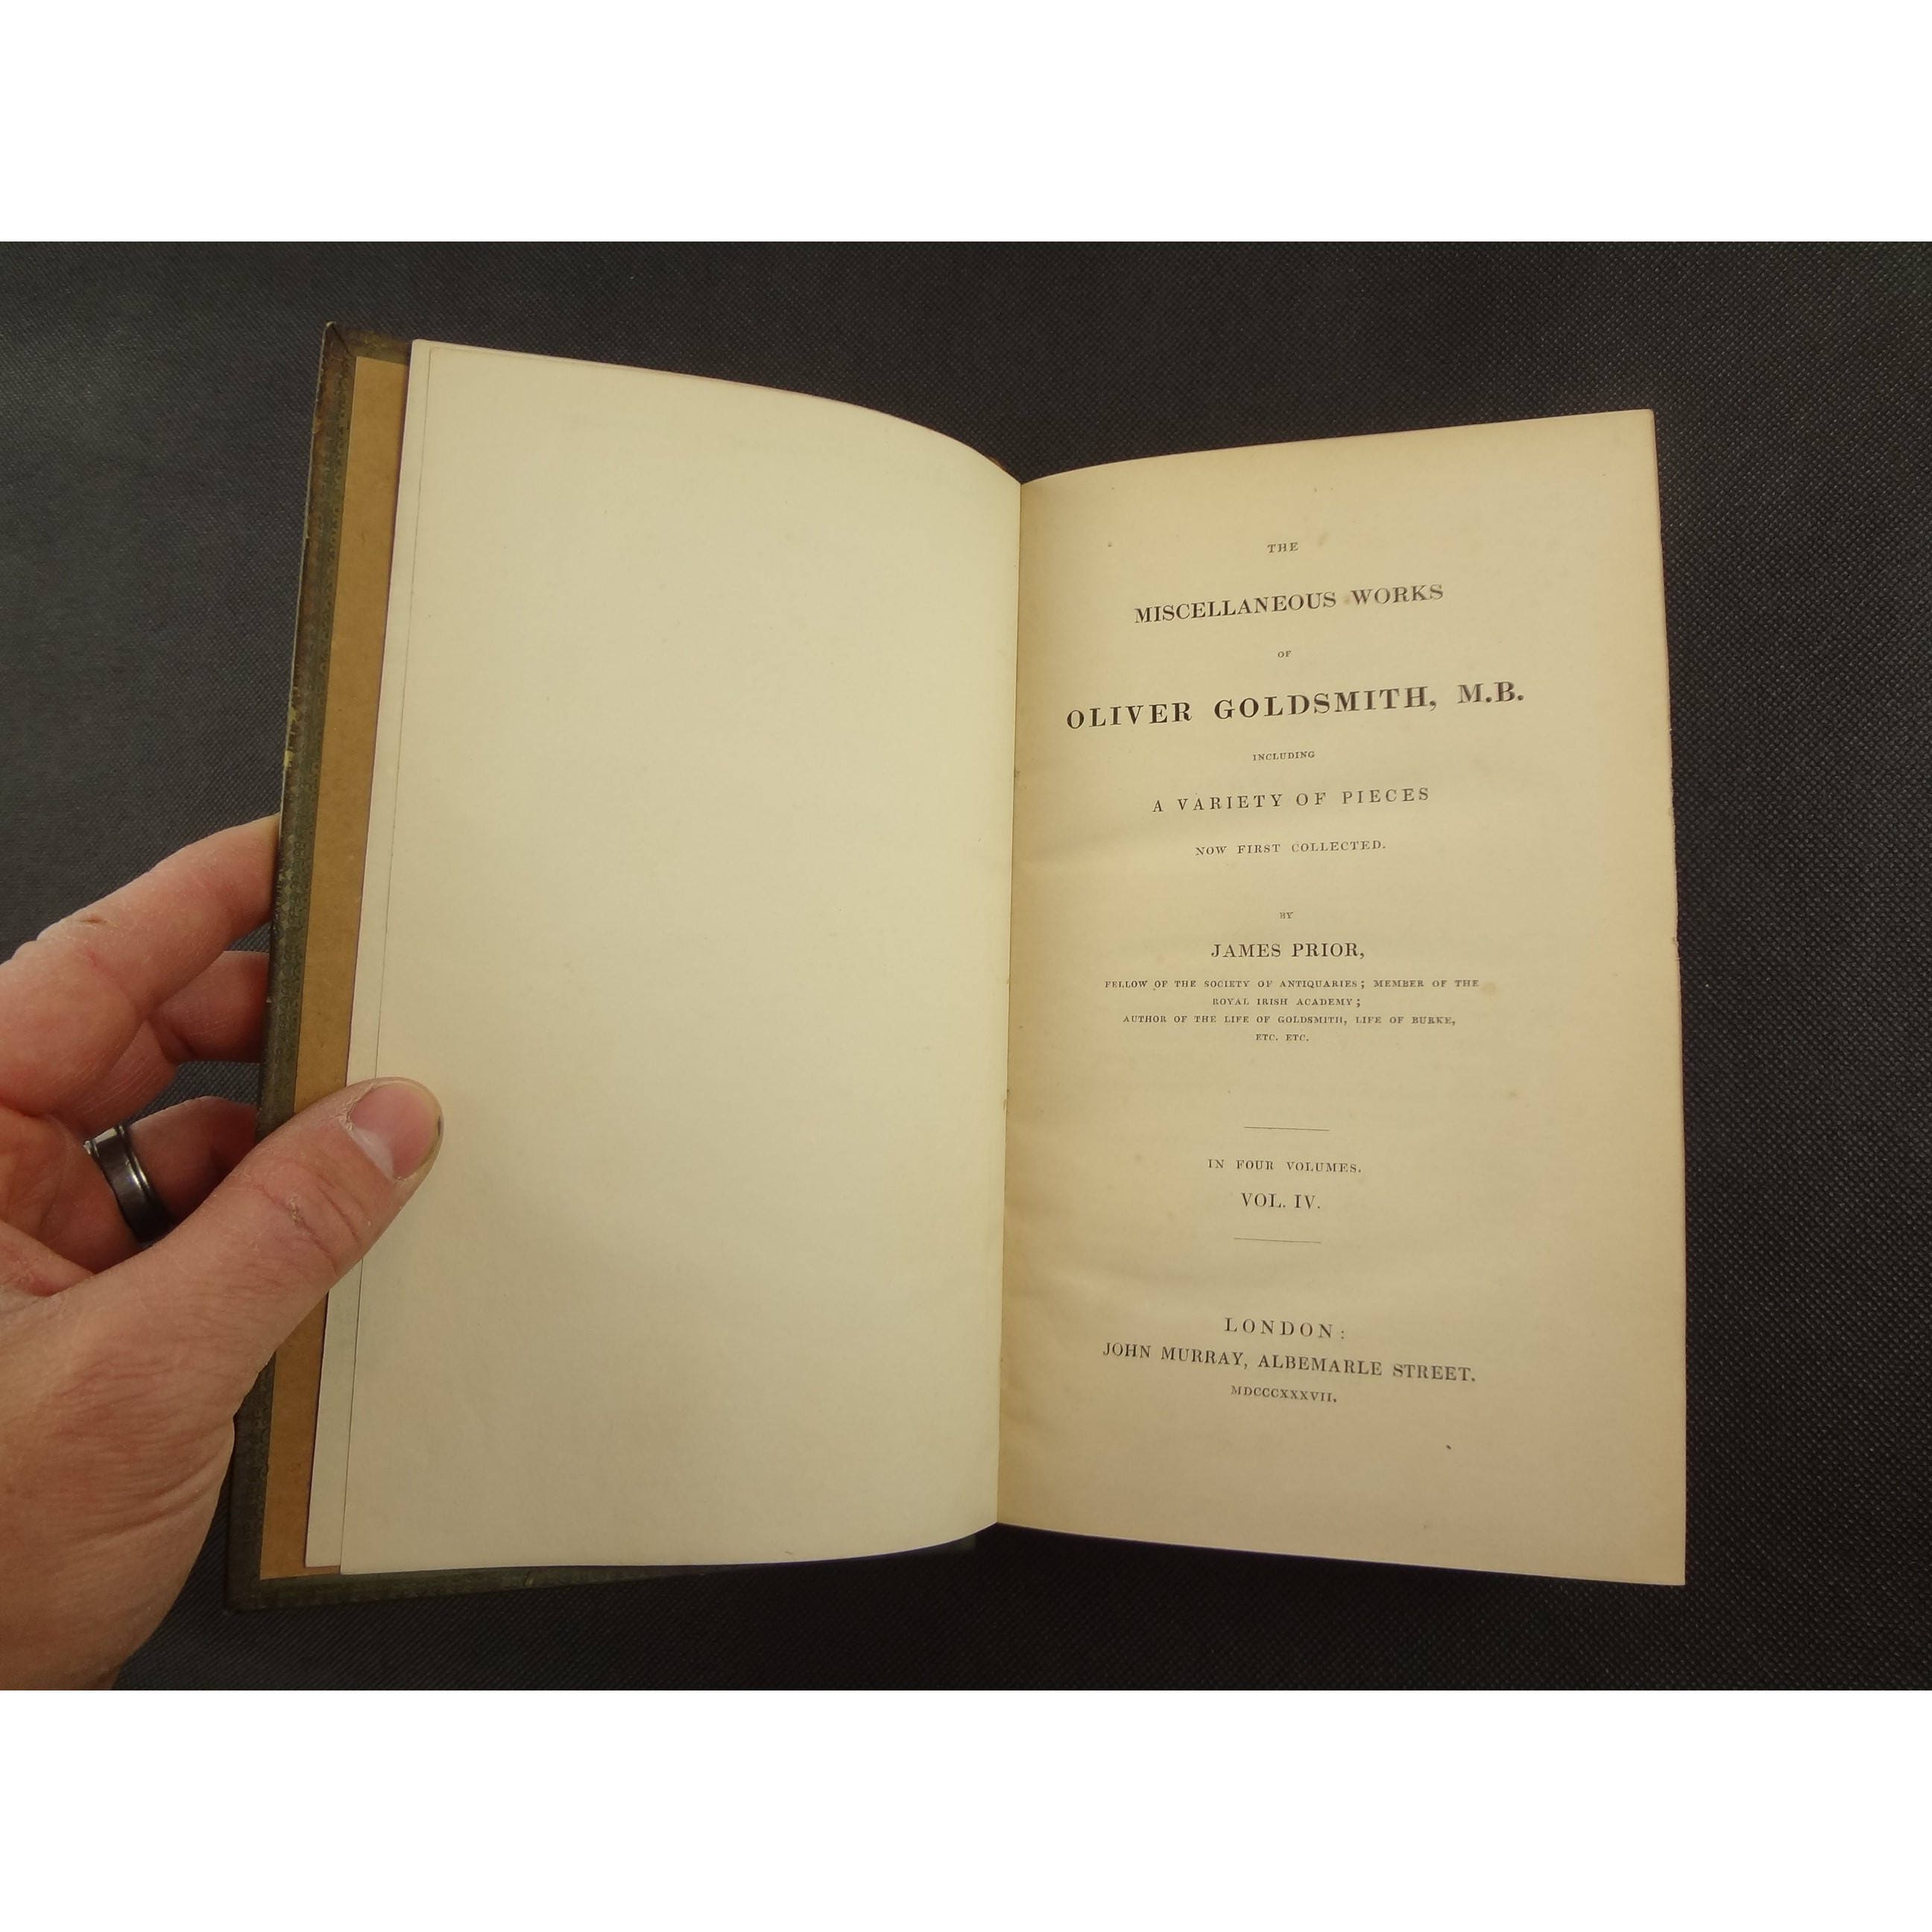 THE
MISCELLANEOUS WORKS
OF
OLIVER GOLDSMITH, M.B.
INCLUDING
A VARIETY OF PIECES
NOW FIRST COLLECTED.
BY
JAMES PRIOR,
FELLOW OF THE SOCIETY OF ANTIQUARIES; MEMBER OF THE
ROYAL IRISH ACADEMY;
AUTHOR OF THE LIFE OF GOLDSMITH, LIFE OF BURKE,
ETC. ETC.
IN FOUR VOLUMES.
VOL. IV.
LONDON:
JOHN MURRAY, ALBEMARLE STREET.
MDCCCXXXVII.